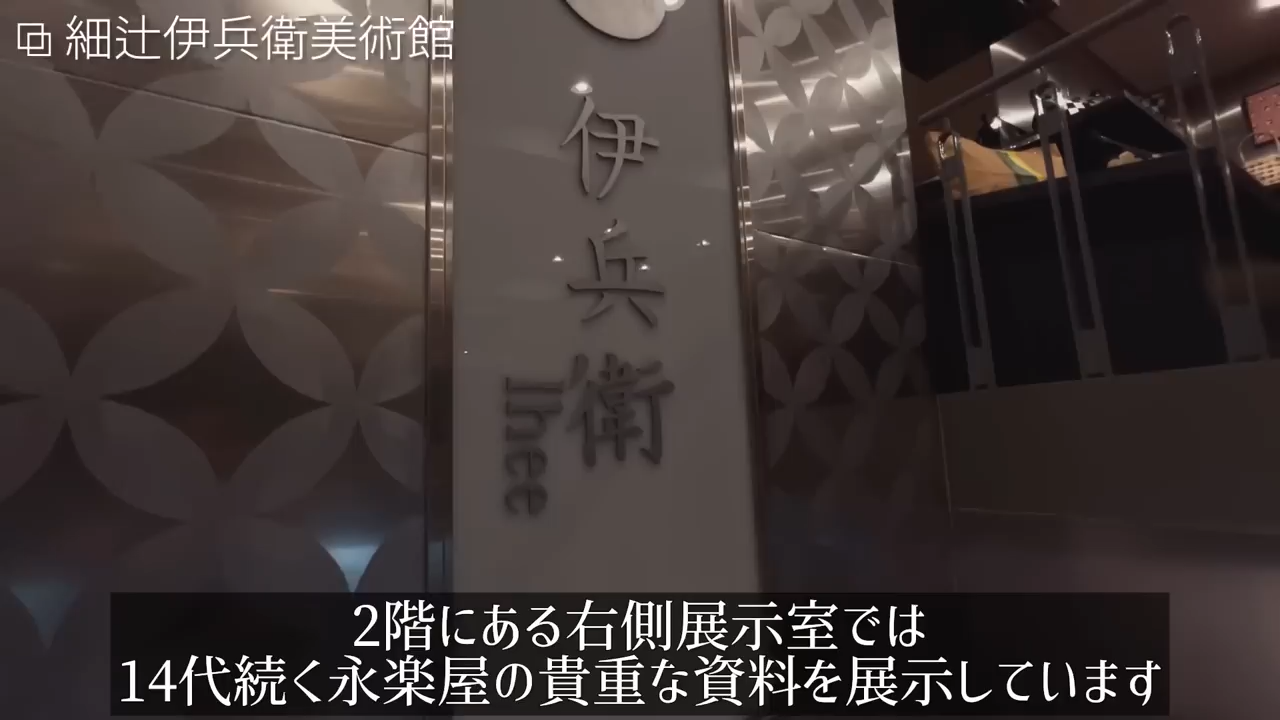 細辻伊兵衛美術館
伊兵衛
Ihee
2階にある右側展示室では
14代続く永楽屋の貴重な資料を展示しています